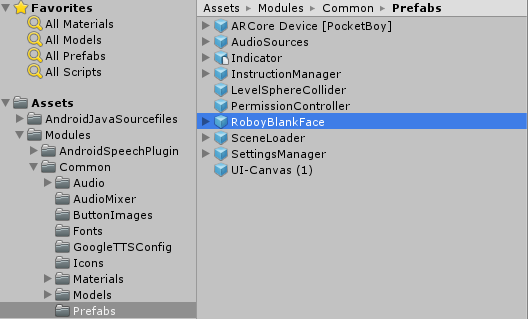 Favorites
All Materials
All Models
All Prefabs
All Scripts
Assets
AndroidJavaSourcefiles
Modules
AndroidSpeechPlugin
Common
Audio
AudioMixer
ButtonImages
Fonts
GoogleTTSConfig
Icons
Materials
Models
Prefabs
Assets ▸ Modules ▸ Common ▸ Prefabs
ARCore Device [PocketBoy]
AudioSources
Indicator
InstructionManager
LevelSphereCollider
PermissionController
RoboyBlankFace
SceneLoader
SettingsManager
UI-Canvas (1)